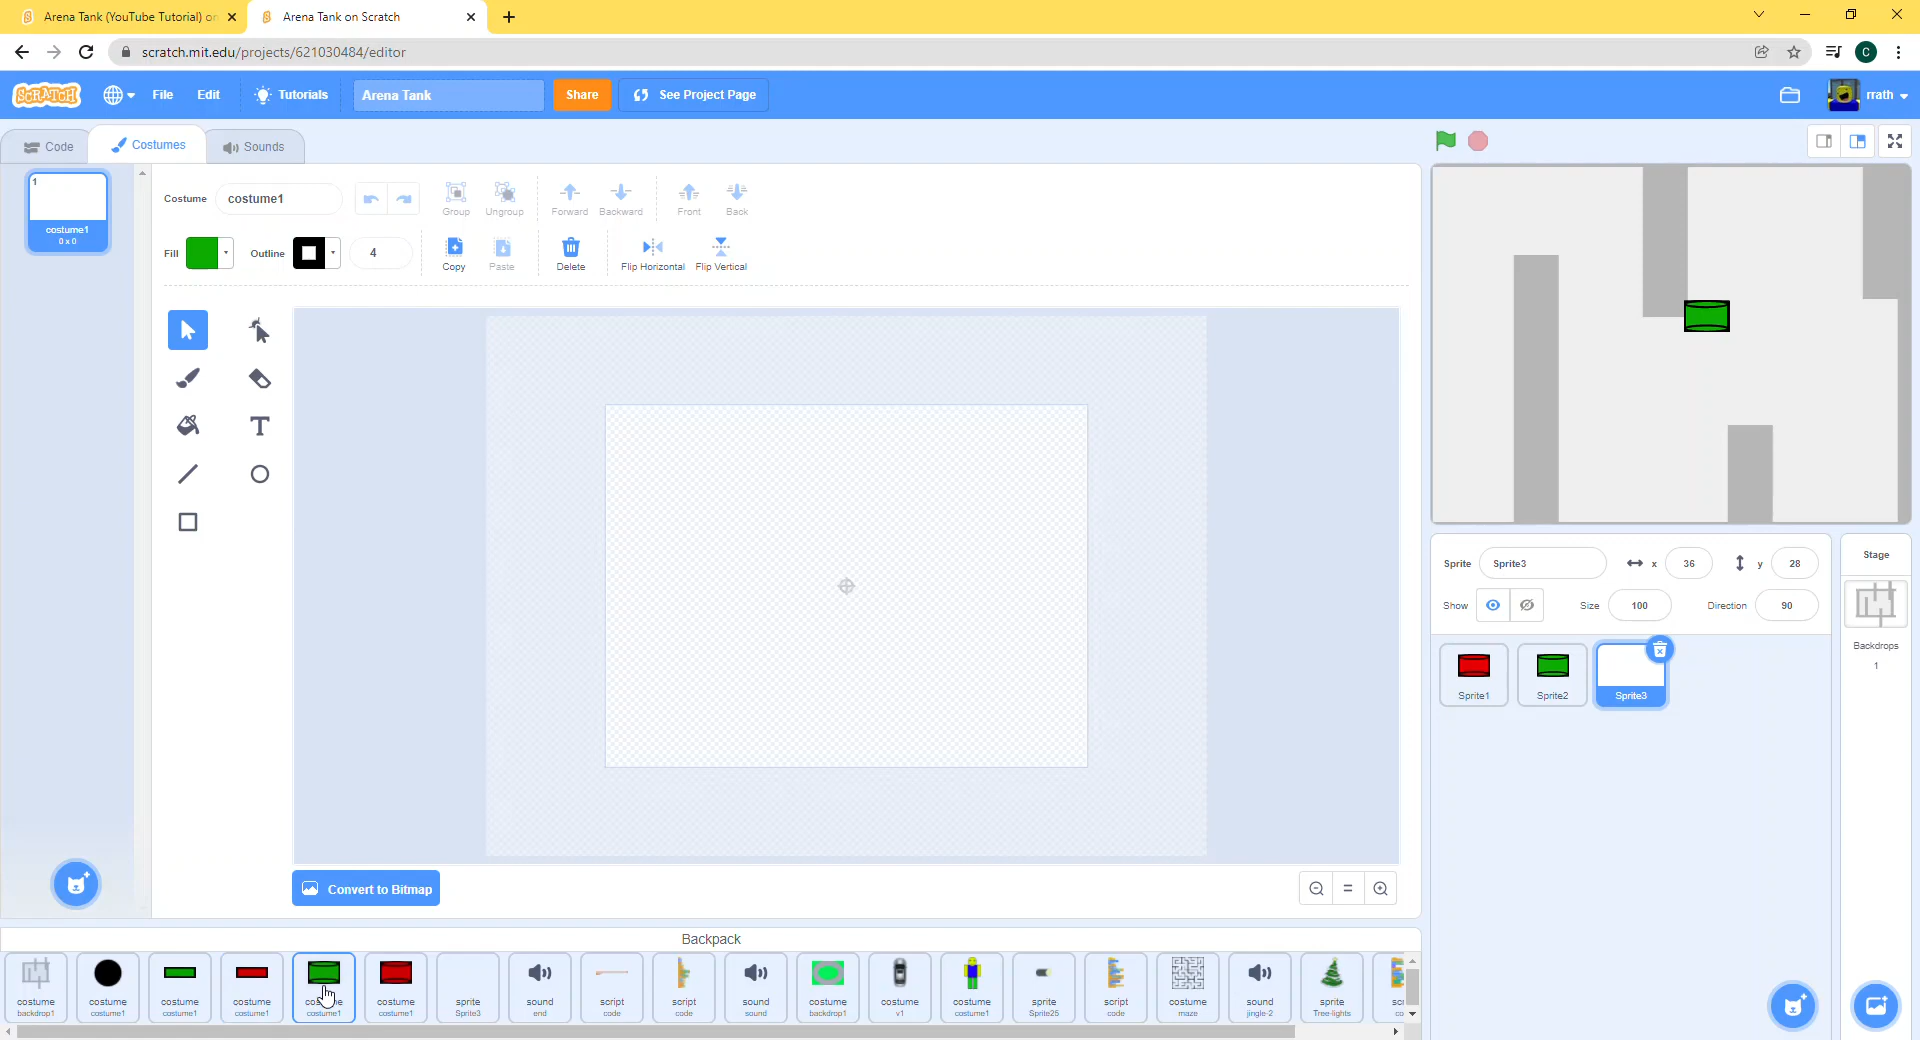 Arena Tank (YouTube Tutorial) on
Arena Tank on Scratch
scratch.mit.edu/projects/621030484/editor
C
SCRATCH
File
Edit
Tutorials
Arena Tank
Share
See Project Page
rrath
Code
Costumes
Sounds
1
costume1
0 x 0
Costume
costume1
Group
Ungroup
Forward
Backward
Front
Back
Fill
Outline
4
Copy
Paste
Delete
Flip Horizontal
Flip Vertical
T
Convert to Bitmap
Sprite
Sprite3
x
36
y
28
Show
Size
100
Direction
90
Sprite1
Sprite2
Sprite3
Stage
Backdrops
1
Backpack
costume
backdrop1
costume
costume1
costume
costume1
costume
costume1
costume1
costume
costume1
sprite
Sprite3
sound
end
script
code
script
code
sound
sound
costume
backdrop1
costume
v1
costume
costume1
sprite
Sprite25
script
code
costume
maze
sound
jingle-2
sprite
Tree-lights